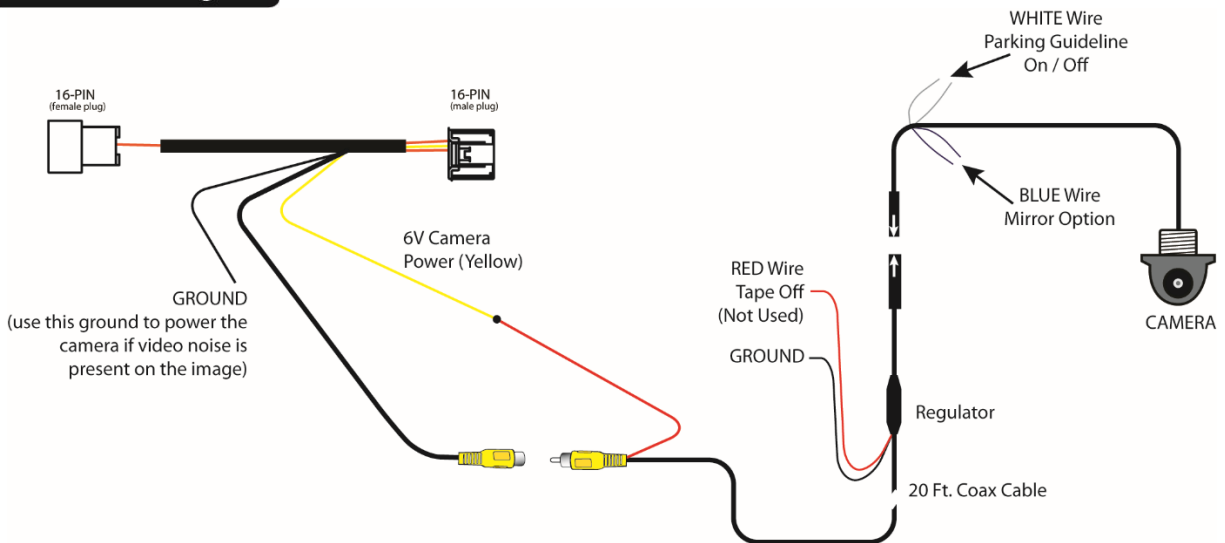 WHITE Wire
Parking Guideline
On / Off
16-PIN
(female plug)
16-PIN
(male plug)
BLUE Wire
Mirror Option
6V Camera
Power (Yellow)
RED Wire
Tape Off
(Not Used)
GROUND
GROUND
(use this ground to power the
camera if video noise is
present on the image)
CAMERA
Regulator
20 Ft. Coax Cable